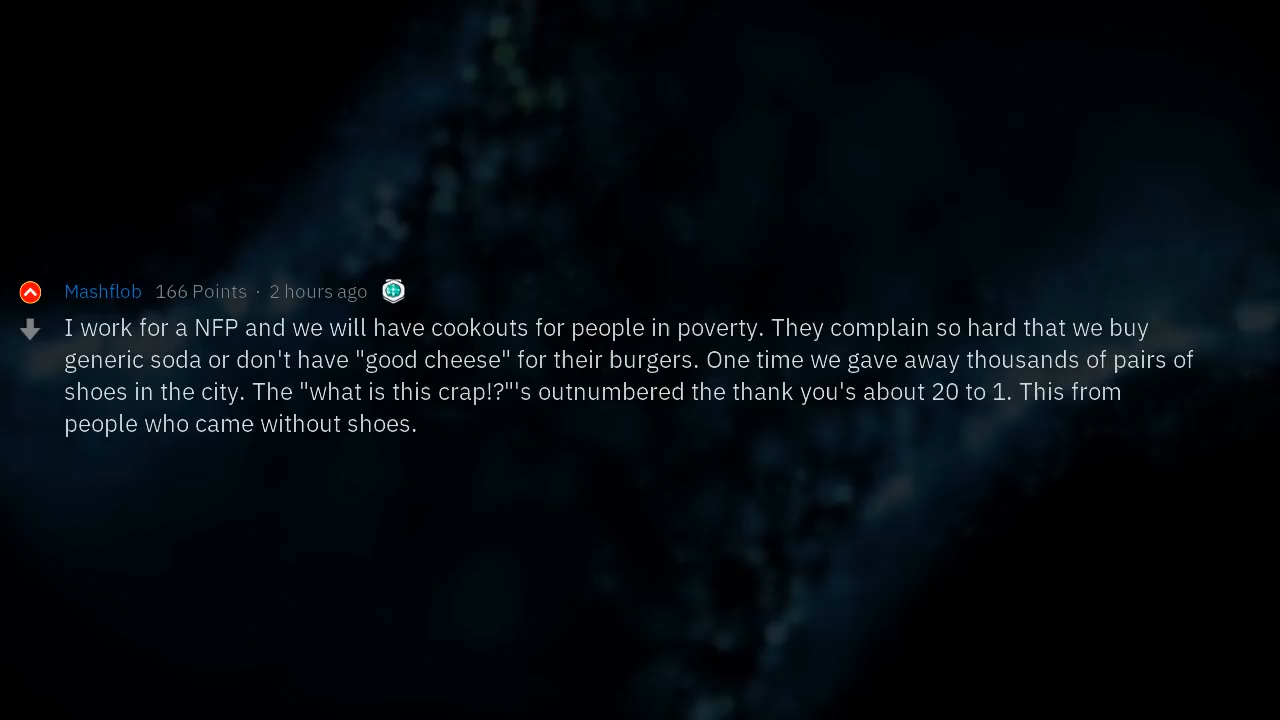 Mashflob 166 Points · 2 hours ago
I work for a NFP and we will have cookouts for people in poverty. They complain so hard that we buy
generic soda or don't have "good cheese" for their burgers. One time we gave away thousands of pairs of
shoes in the city. The "what is this crap!?"'s outnumbered the thank you's about 20 to 1. This from
people who came without shoes.